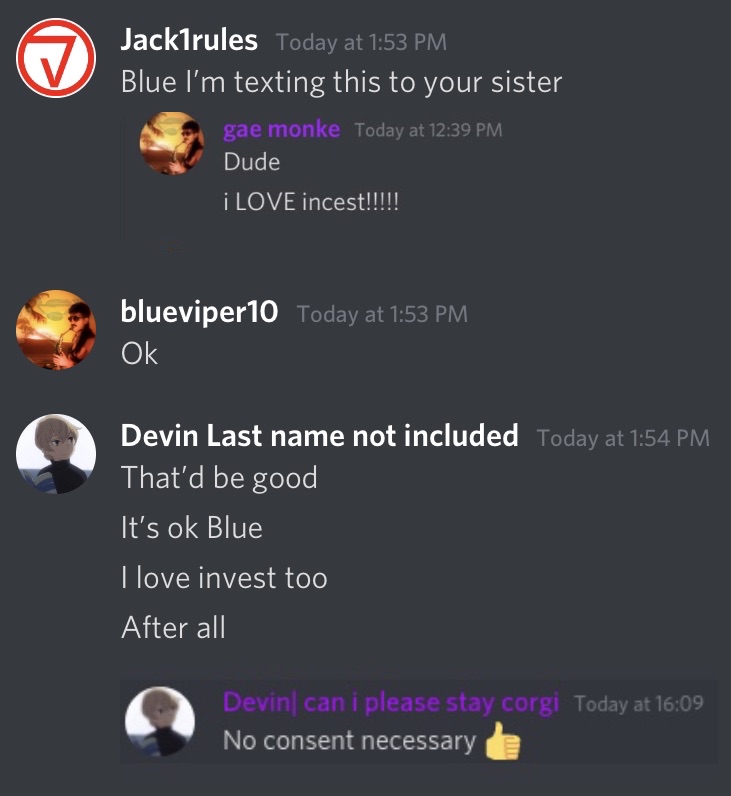 Jack1rules Today at 1:53 PM
Blue I'm texting this to your sister
gae monke Today at 12:39 PM
Dude
i LOVE incest!!!!!
blueviper10 Today at 1:53 PM
Ok
Devin Last name not included Today at 1:54 PM
That'd be good
It's ok Blue
I love invest too
After all
Devin| can i please stay corgi Today at 16:09
No consent necessary 👍